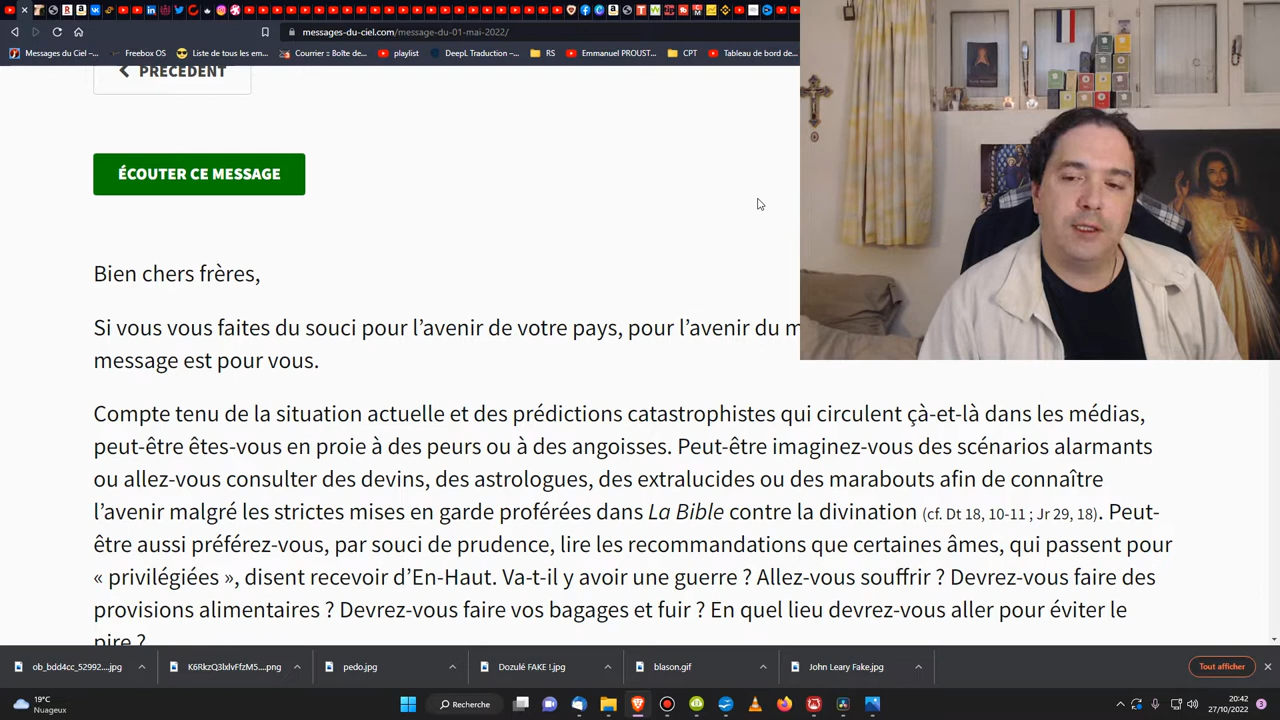 messages-du-ciel.com/message-du-01-mai-2022/
Messages du Ciel –...
Freebox OS
Liste de tous les em...
Courrier :: Boîte de...
playlist
DeepL Traduction –...
RS
Emmanuel PROUST...
CPT
Tableau de bord de...
PRÉCÉDENT
ÉCOUTER CE MESSAGE
Bien chers frères,
Si vous vous faites du souci pour l’avenir de votre pays, pour l’avenir du m
message est pour vous.
Compte tenu de la situation actuelle et des prédictions catastrophistes qui circulent çà-et-là dans les médias,
peut-être êtes-vous en proie à des peurs ou à des angoisses. Peut-être imaginez-vous des scénarios alarmants
ou allez-vous consulter des devins, des astrologues, des extralucides ou des marabouts afin de connaître
l’avenir malgré les strictes mises en garde proférées dans La Bible contre la divination (cf. Dt 18, 10-11 ; Jr 29, 18). Peut-
être aussi préférez-vous, par souci de prudence, lire les recommandations que certaines âmes, qui passent pour
« privilégiées », disent recevoir d’En-Haut. Va-t-il y avoir une guerre ? Allez-vous souffrir ? Devrez-vous faire des
provisions alimentaires ? Devrez-vous faire vos bagages et fuir ? En quel lieu devrez-vous aller pour éviter le
pire ?
ob_bdd4cc_52992....jpg
K6RkzQ3lxlvFfzM5....png
pedo.jpg
Dozulé FAKE !.jpg
blason.gif
John Leary Fake.jpg
Tout afficher
19°C
Nuageux
Recherche
20:42
27/10/2022
3